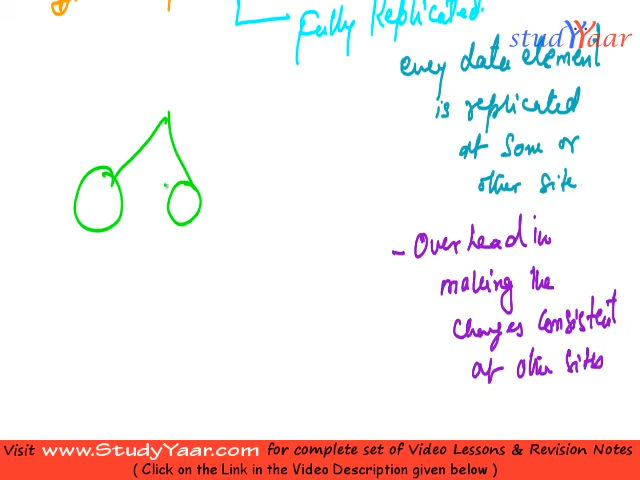 Fully Replicated.
studYYaar
every data element
is replicated
at some or
other site
- Overhead in
making the
changes consistent
at other sites
Visit www.StudyYaar.com for complete set of Video Lessons & Revision Notes
( Click on the Link in the Video Description given below )